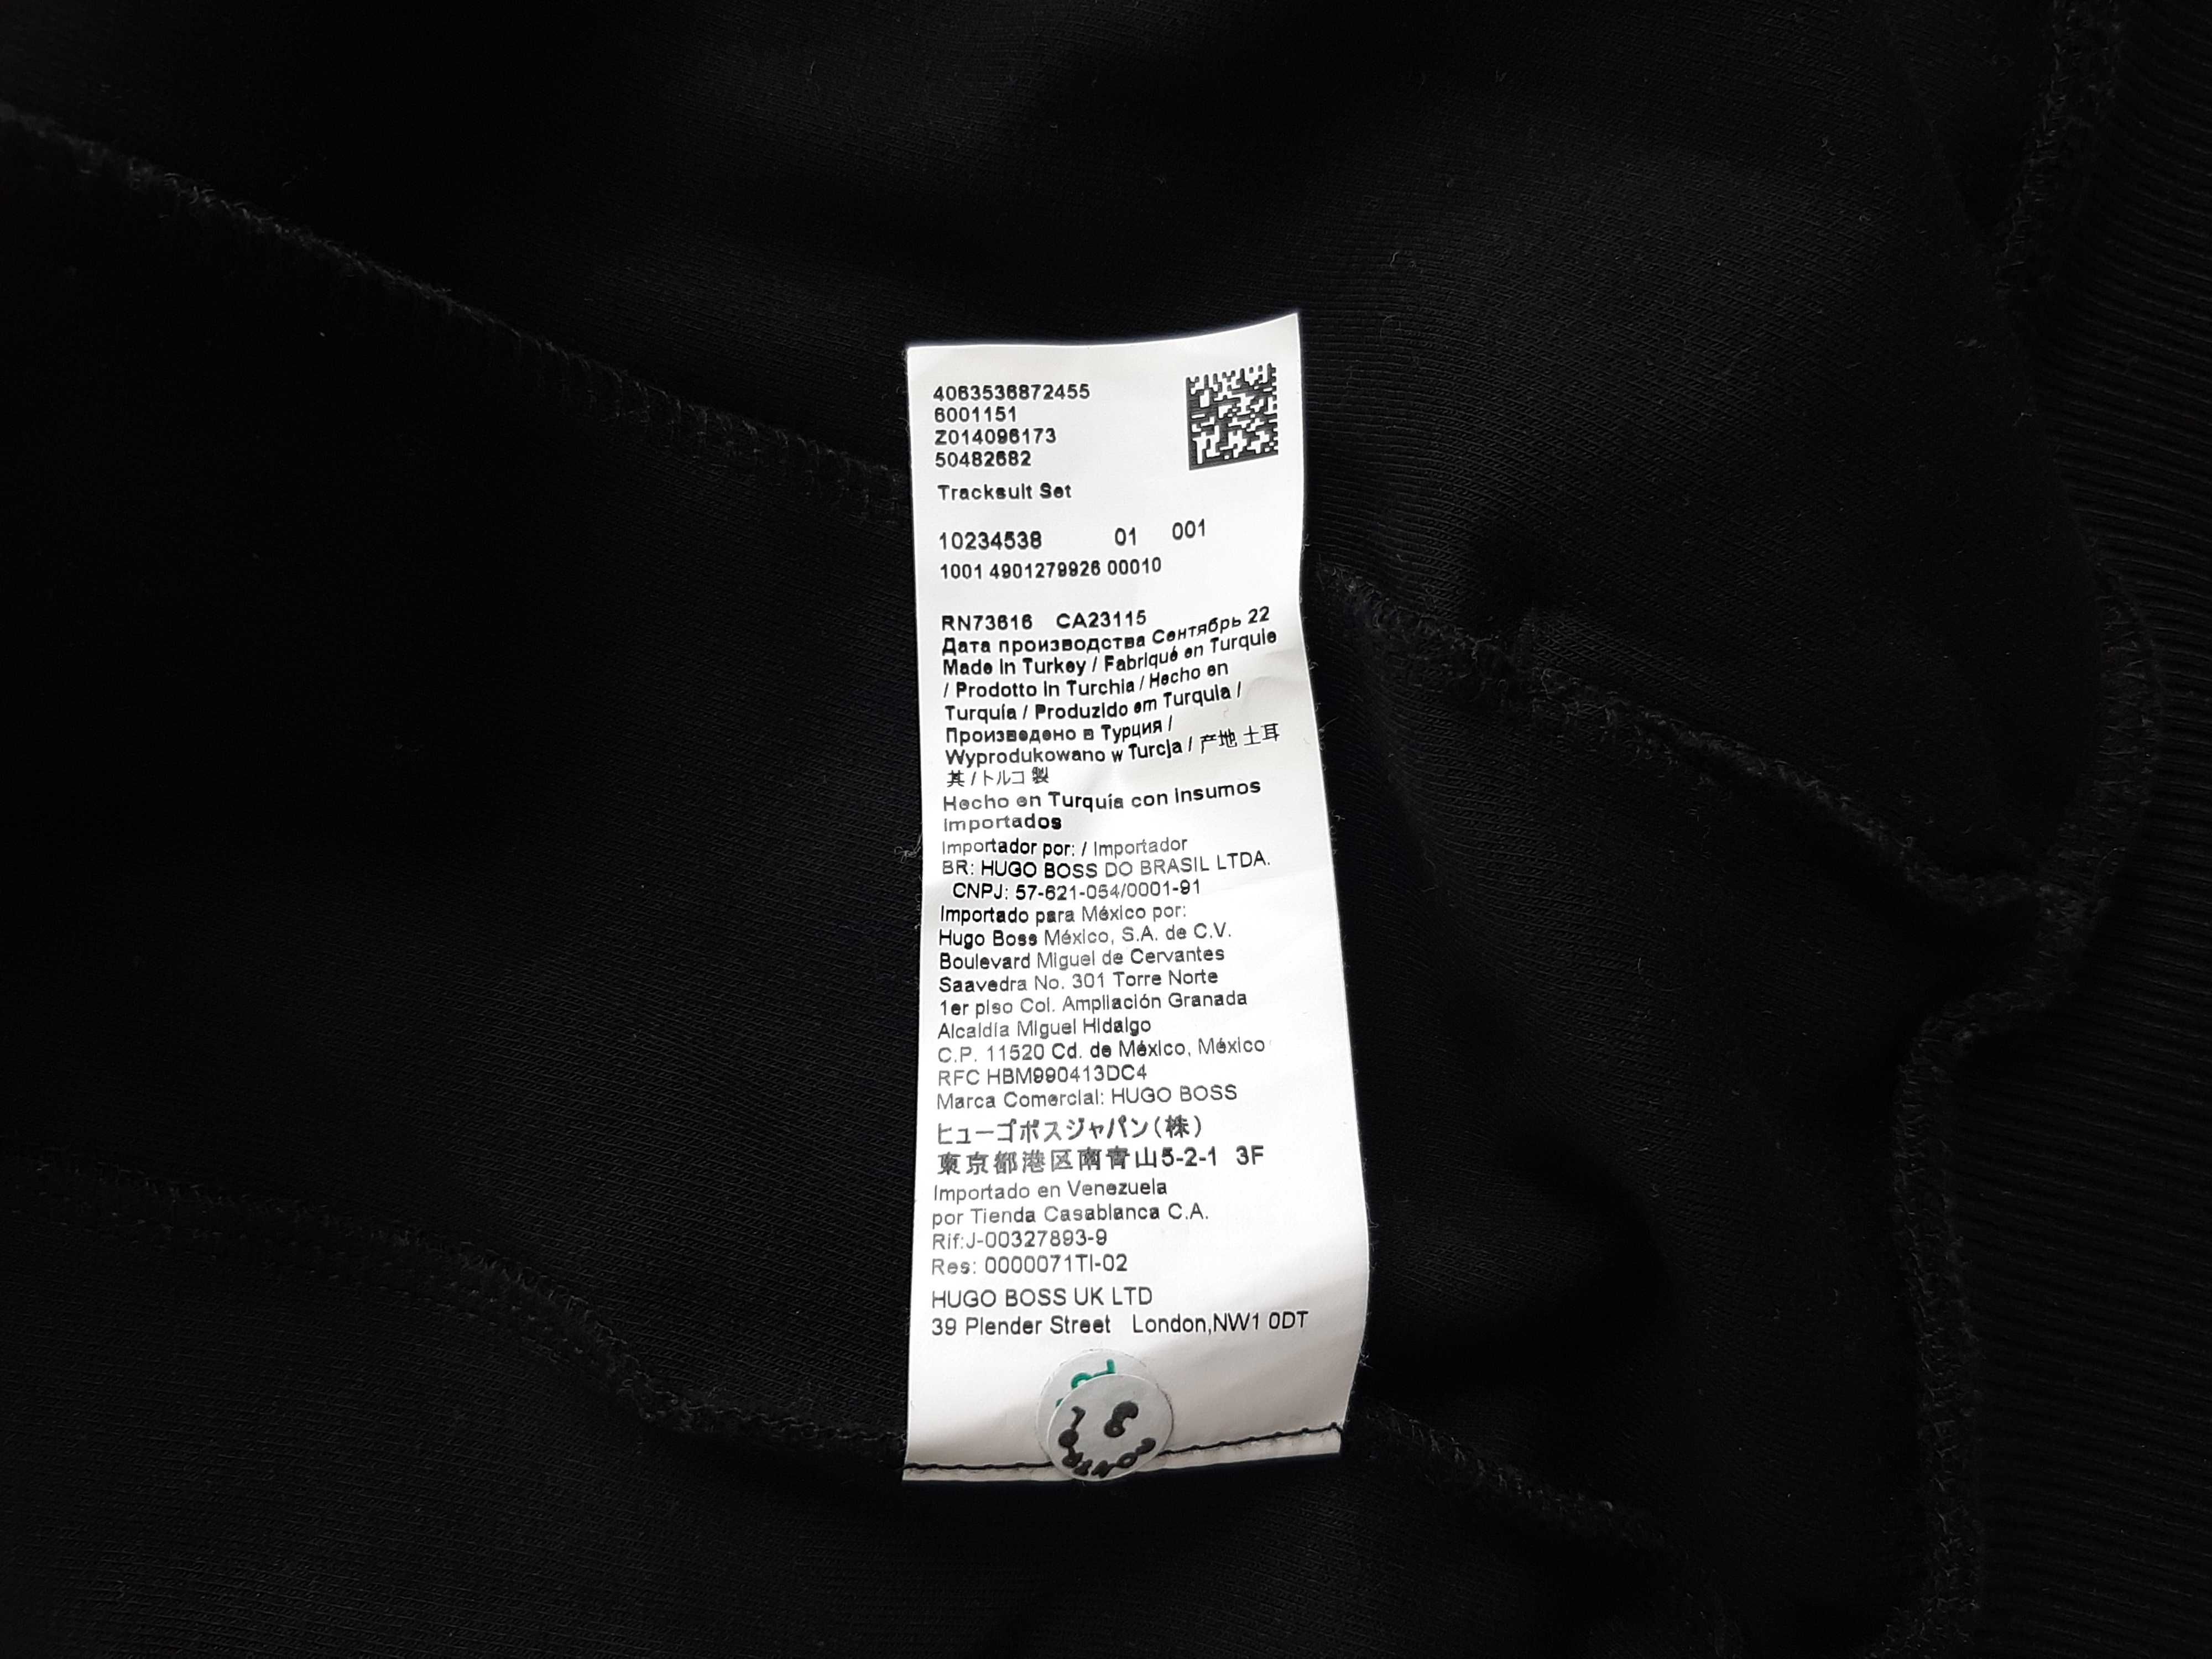 4063536872455
6001151
Z014096173
50482682
Tracksuit Set
10234538 01 001
1001 4901279926 00010
RN73616 CA23115
Дата производства Сентябрь 22
Made in Turkey / Fabriqué en Turquie
/ Prodotto in Turchia / Hecho en
Turquía / Produzido em Turquia /
Произведено в Турция /
Wyprodukowano w Turcja / 产地 土耳
其 / トルコ 製
Hecho en Turquía con insumos
importados
Importador por: / Importador
BR: HUGO BOSS DO BRASIL LTDA.
CNPJ: 57-621-054/0001-91
Importado para México por:
Hugo Boss México, S.A. de C.V.
Boulevard Miguel de Cervantes
Saavedra No. 301 Torre Norte
1er piso Col. Ampliación Granada
Alcaldía Miguel Hidalgo
C.P. 11520 Cd. de México, México
RFC HBM990413DC4
Marca Comercial: HUGO BOSS
ヒューゴボスジャパン(株)
東京都港区南青山5-2-1 3F
Importado en Venezuela
por Tienda Casablanca C.A.
Rif:J-00327893-9
Res: 0000071TI-02
HUGO BOSS UK LTD
39 Plender Street London,NW1 0DT